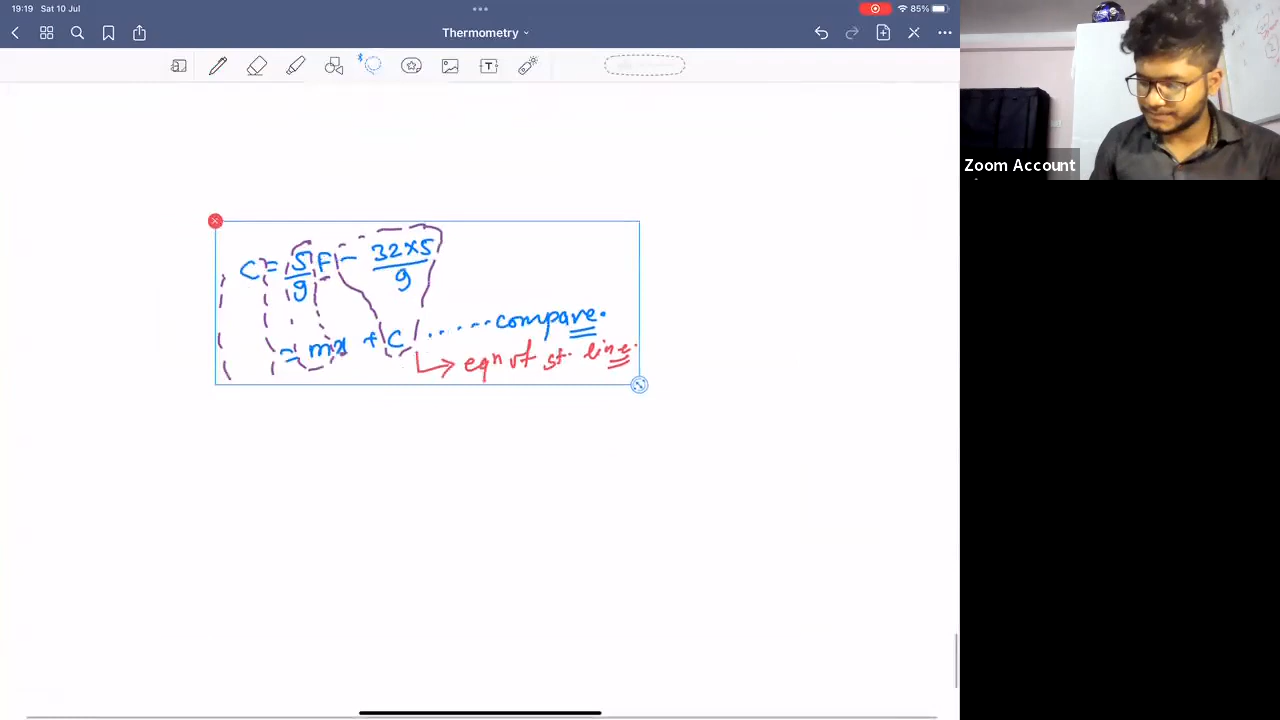 19:19 Sat 10 Jul
85%
Thermometry
T
Zoom Account
C = 5/9 F - 32×5/9
= mx + C ......compare.
→ eqn of st. line.